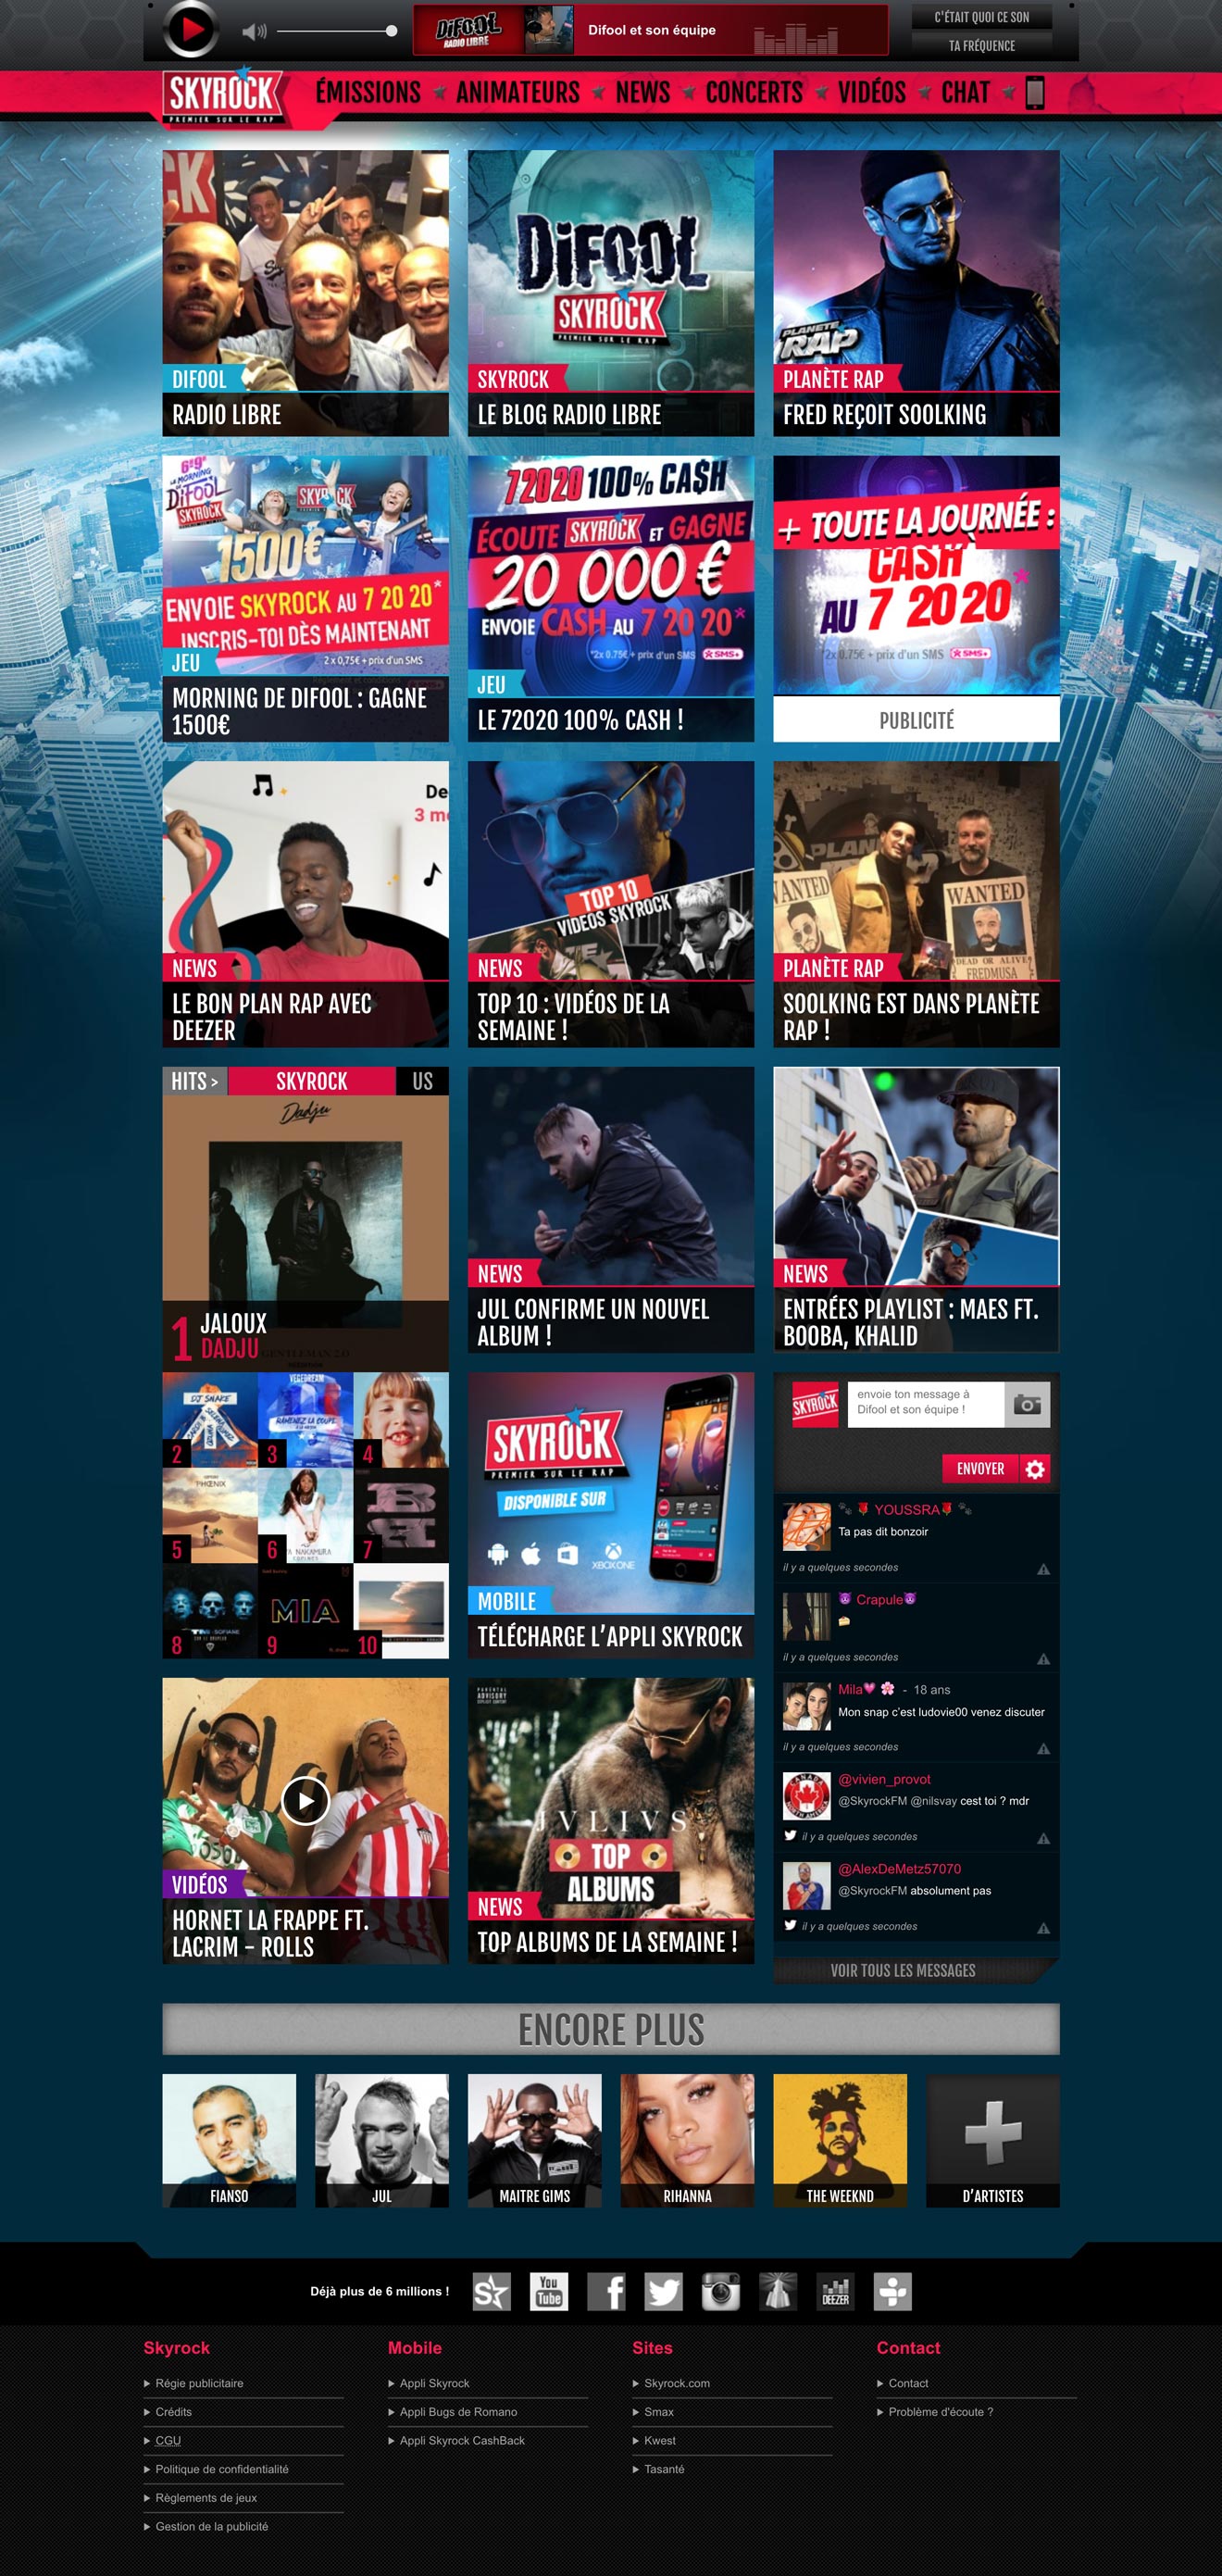 DIFOOL
RADIO LIBRE
Difool et son équipe
C'ÉTAIT QUOI CE SON
TA FRÉQUENCE
SKYROCK
PREMIER SUR LE RAP
ÉMISSIONS
ANIMATEURS
NEWS
CONCERTS
VIDÉOS
CHAT
DIFOOL
RADIO LIBRE
DiFOOL
SKYROCK
PREMIER SUR LE RAP
SKYROCK
LE BLOG RADIO LIBRE
PLANETE
RAP
PLANÈTE RAP
FRED REÇOIT SOOLKING
MORNING
DiFOOL
SKYROCK
1500€
ENVOIE SKYROCK AU 7 20 20*
INSCRIS-TOI DÈS MAINTENANT
2 x 0,75€ + prix d'un SMS
JEU
MORNING DE DIFOOL : GAGNE
1500€
72020 100% CA$H
ÉCOUTE SKYROCK ET GAGNE
20 000 €
ENVOIE CASH AU 7 20 20*
*2x 0.75€ + prix d'un SMS
SMS+
JEU
LE 72020 100% CASH !
+ TOUTE LA JOURNÉE :
CASH
AU 7 20 20*
*2x 0.75€ + prix d'un SMS
SMS+
PUBLICITÉ
De
3 m
NEWS
LE BON PLAN RAP AVEC
DEEZER
TOP 10
VIDEOS SKYROCK
NEWS
TOP 10 : VIDÉOS DE LA
SEMAINE !
PLAN
WANTED
WANTED
DEAD OR ALIVE
FREDMUSA
PLANÈTE RAP
SOOLKING EST DANS PLANÈTE
RAP !
HITS >
SKYROCK
US
Dadju
GENTLEMAN 2.0
1
JALOUX
DADJU
NEWS
JUL CONFIRME UN NOUVEL
ALBUM !
NEWS
ENTRÉES PLAYLIST : MAES FT.
BOOBA, KHALID
DJ SNAKE
2
VEGEDREAM
RAMENEZ LA COUPE
3
4
PHŒNIX
5
A NAKAMURA
6
7
8
MIA
9
10
SKYROCK
PREMIER SUR LE RAP
DISPONIBLE SUR
XBOX ONE
MOBILE
TÉLÉCHARGE L'APPLI SKYROCK
SKYROCK
envoie ton message à
Difool et son équipe !
ENVOYER
🐾 🌹 YOUSSRA🌹 🐾
Ta pas dit bonzoir
il y a quelques secondes
😈 Crapule😈
🧀
il y a quelques secondes
Mila💗 🌸 - 18 ans
Mon snap c'est ludovie00 venez discuter
il y a quelques secondes
@vivien_provot
@SkyrockFM @nilsvay cest toi ? mdr
il y a quelques secondes
@AlexDeMetz57070
@SkyrockFM absolument pas
il y a quelques secondes
VOIR TOUS LES MESSAGES
VIDÉOS
HORNET LA FRAPPE FT.
LACRIM – ROLLS
PARENTAL
ADVISORY
JVLIVS
TOP
ALBUMS
NEWS
TOP ALBUMS DE LA SEMAINE !
ENCORE PLUS
FIANSO
JUL
MAITRE GIMS
RIHANNA
THE WEEKND
D'ARTISTES
Déjà plus de 6 millions !
You
Tube
DEEZER
Skyrock
Régie publicitaire
Crédits
CGU
Politique de confidentialité
Règlements de jeux
Gestion de la publicité
Mobile
Appli Skyrock
Appli Bugs de Romano
Appli Skyrock CashBack
Sites
Skyrock.com
Smax
Kwest
Tasanté
Contact
Contact
Problème d'écoute ?